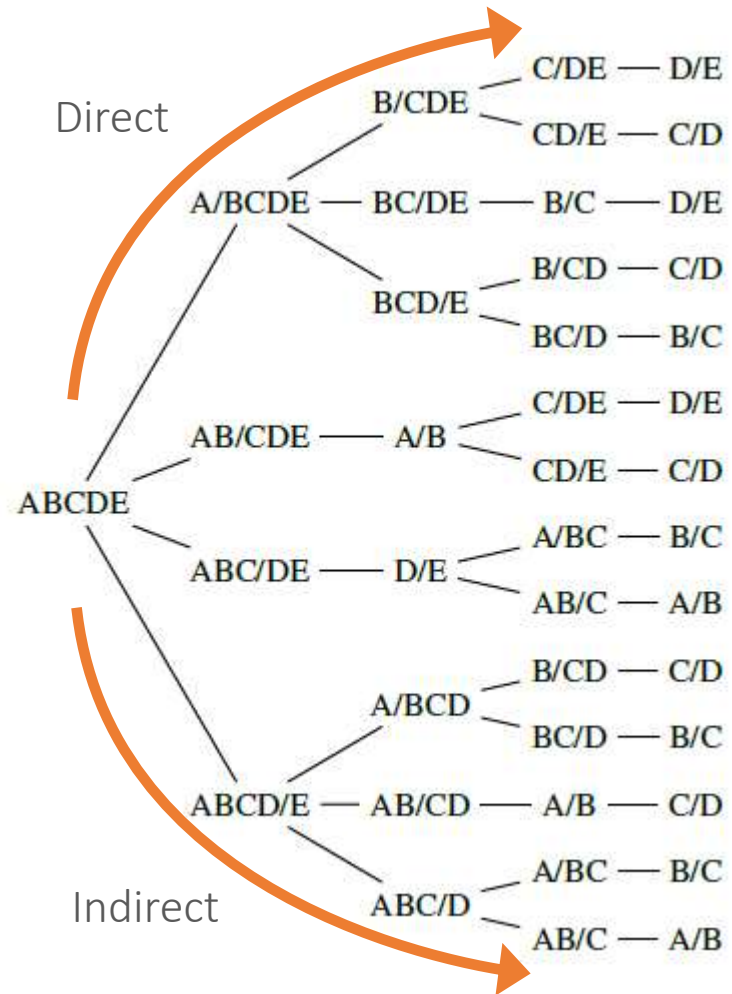 C/DE — D/E
B/CDE
Direct
CD/E — C/D
A/BCDE — BC/DE — B/C — D/E
B/CD — C/D
BCD/E
BC/D — B/C
C/DE — D/E
AB/CDE — A/B
CD/E — C/D
ABCDE
A/BC — B/C
ABC/DE — D/E
AB/C — A/B
B/CD — C/D
A/BCD
BC/D — B/C
ABCD/E — AB/CD — A/B — C/D
A/BC — B/C
ABC/D
Indirect
AB/C — A/B